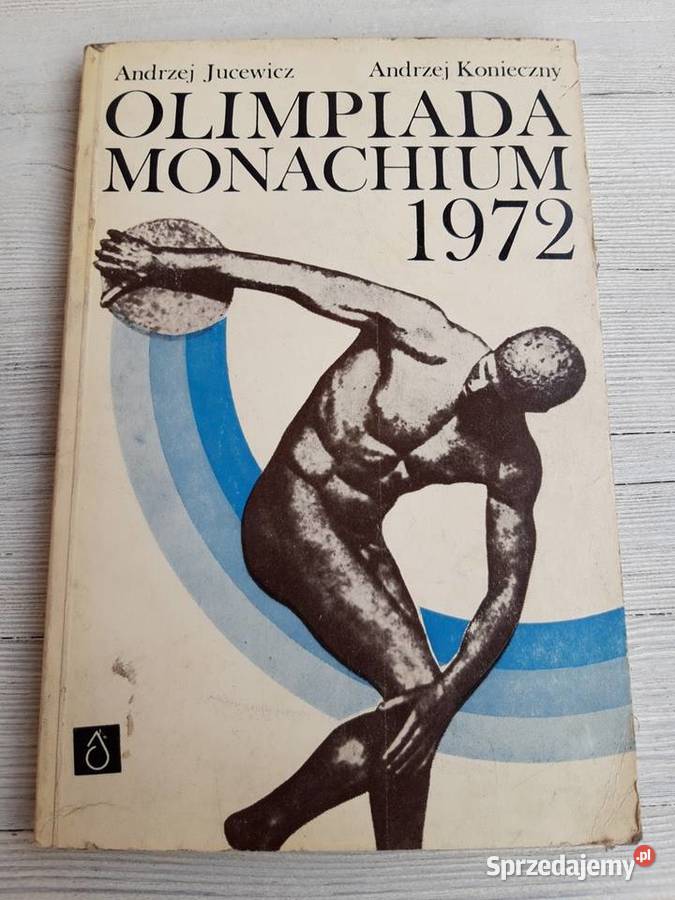 Andrzej Jucewicz Andrzej Konieczny
OLIMPIADA
MONACHIUM
1972
Sprzedajemy.pl